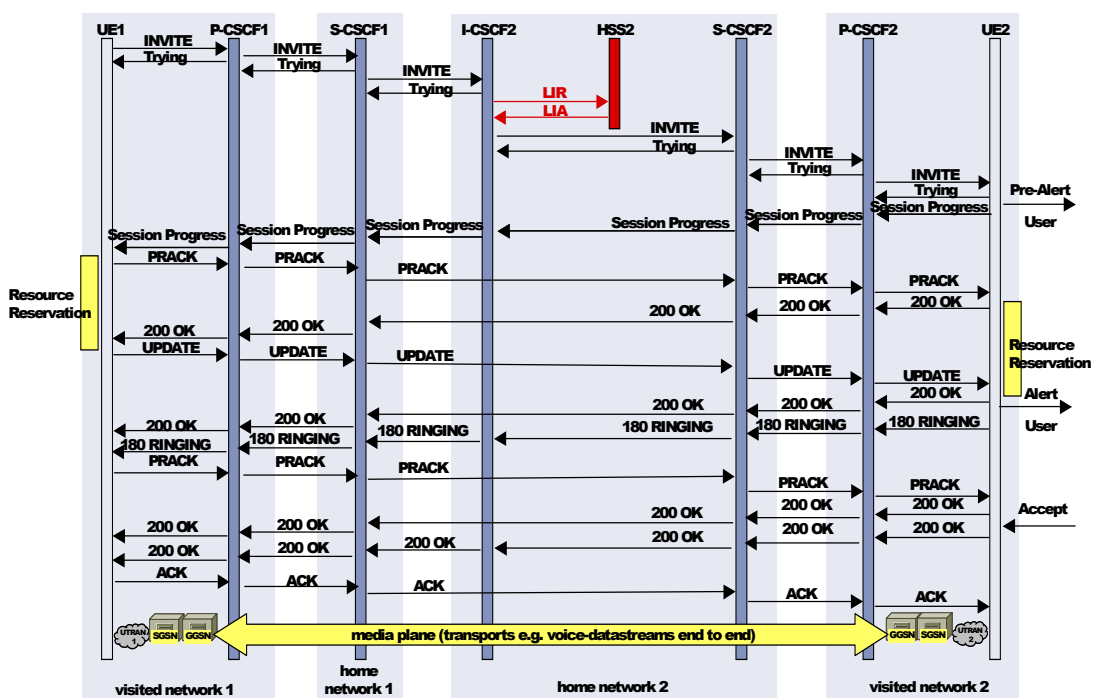 UE1 P-CSCF1 S-CSCF1 I-CSCF2 HSS2 S-CSCF2 P-CSCF2 UE2
INVITE
Trying
INVITE
Trying
INVITE
Trying
LIR
LIA
INVITE
Trying
INVITE
Trying
INVITE
Trying
Pre-Alert
User
Session Progress
Session Progress
Session Progress
Session Progress
Session Progress
Session Progress
PRACK
PRACK
PRACK
PRACK
PRACK
Resource
Reservation
200 OK
200 OK
200 OK
200 OK
200 OK
Resource
Reservation
UPDATE
UPDATE
UPDATE
UPDATE
UPDATE
Alert
User
200 OK
200 OK
200 OK
200 OK
200 OK
180 RINGING
180 RINGING
180 RINGING
180 RINGING
180 RINGING
180 RINGING
PRACK
PRACK
PRACK
PRACK
PRACK
Accept
200 OK
200 OK
200 OK
200 OK
200 OK
200 OK
200 OK
200 OK
200 OK
200 OK
200 OK
ACK
ACK
ACK
ACK
ACK
UTRAN
1
SGSN GGSN
media plane (transports e.g. voice-datastreams end to end)
GGSN SGSN
UTRAN
2
visited network 1
home
network 1
home network 2
visited network 2